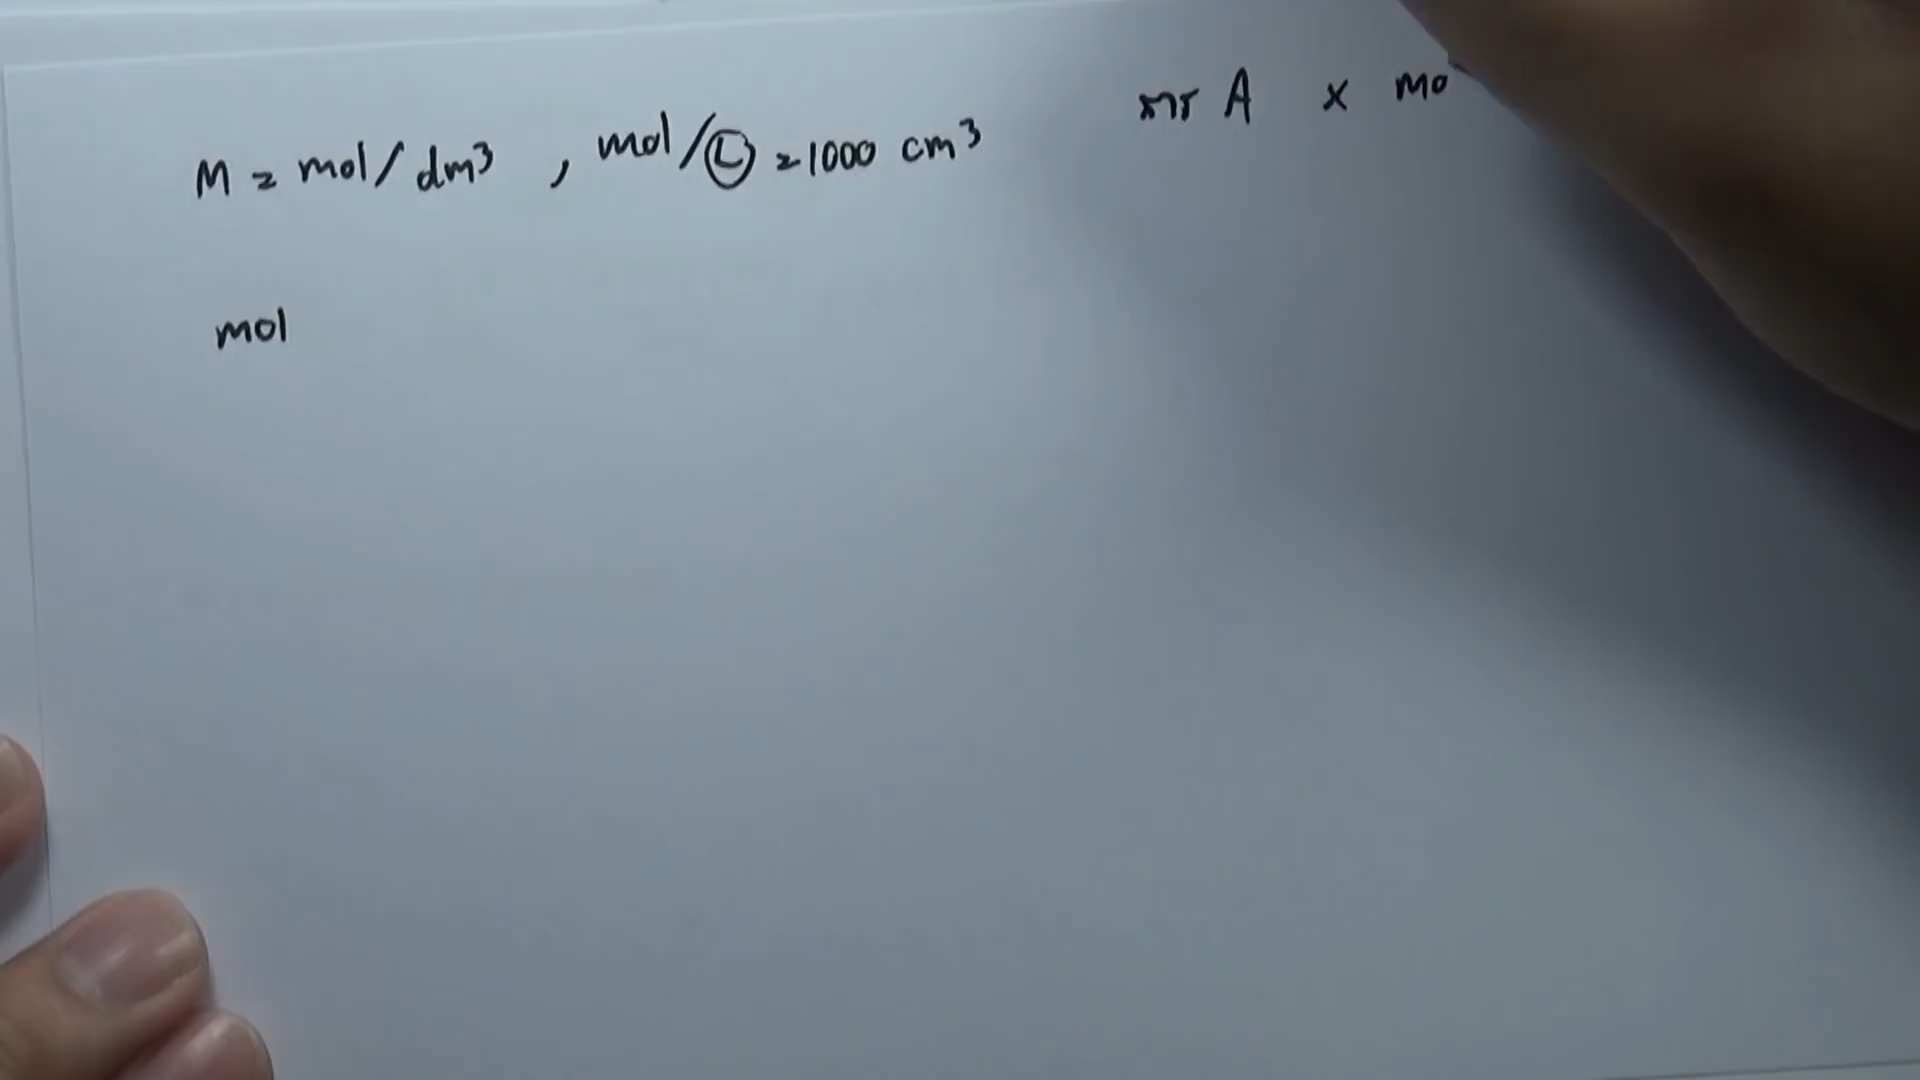 M = mol/dm³ , mol/L = 1000 cm³
สาร A × mo
mol